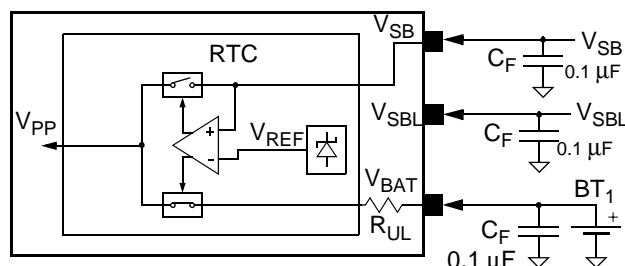 V_SB
V_SB
RTC
C_F
0.1 µF
V_SBL
V_SBL
V_PP
+
V_REF
-
C_F
0.1 µF
V_BAT
BT_1
+
R_UL
C_F
0.1 µF